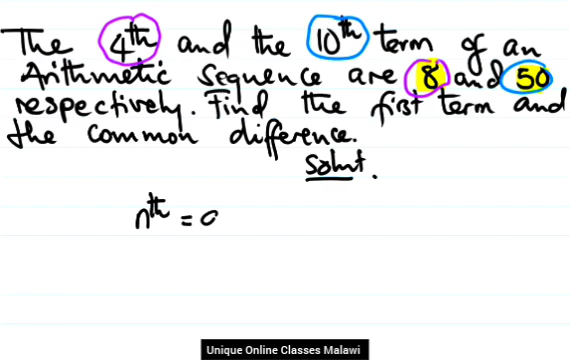 The 4th and the 10th term of an
Arithmetic Sequence are 8 and 50
respectively. Find the first term and
the common difference.
Solnt.
nth = a
Unique Online Classes Malawi